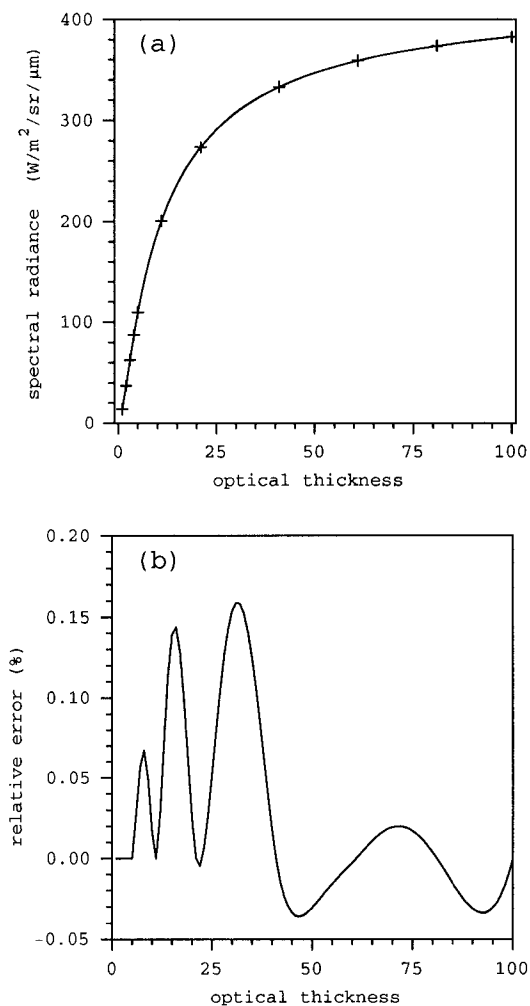 (a)
spectral radiance (W/m²/sr/μm)
400
300
200
100
0
0 25 50 75 100
optical thickness
(b)
relative error (%)
0.20
0.15
0.10
0.05
0.00
-0.05
0 25 50 75 100
optical thickness